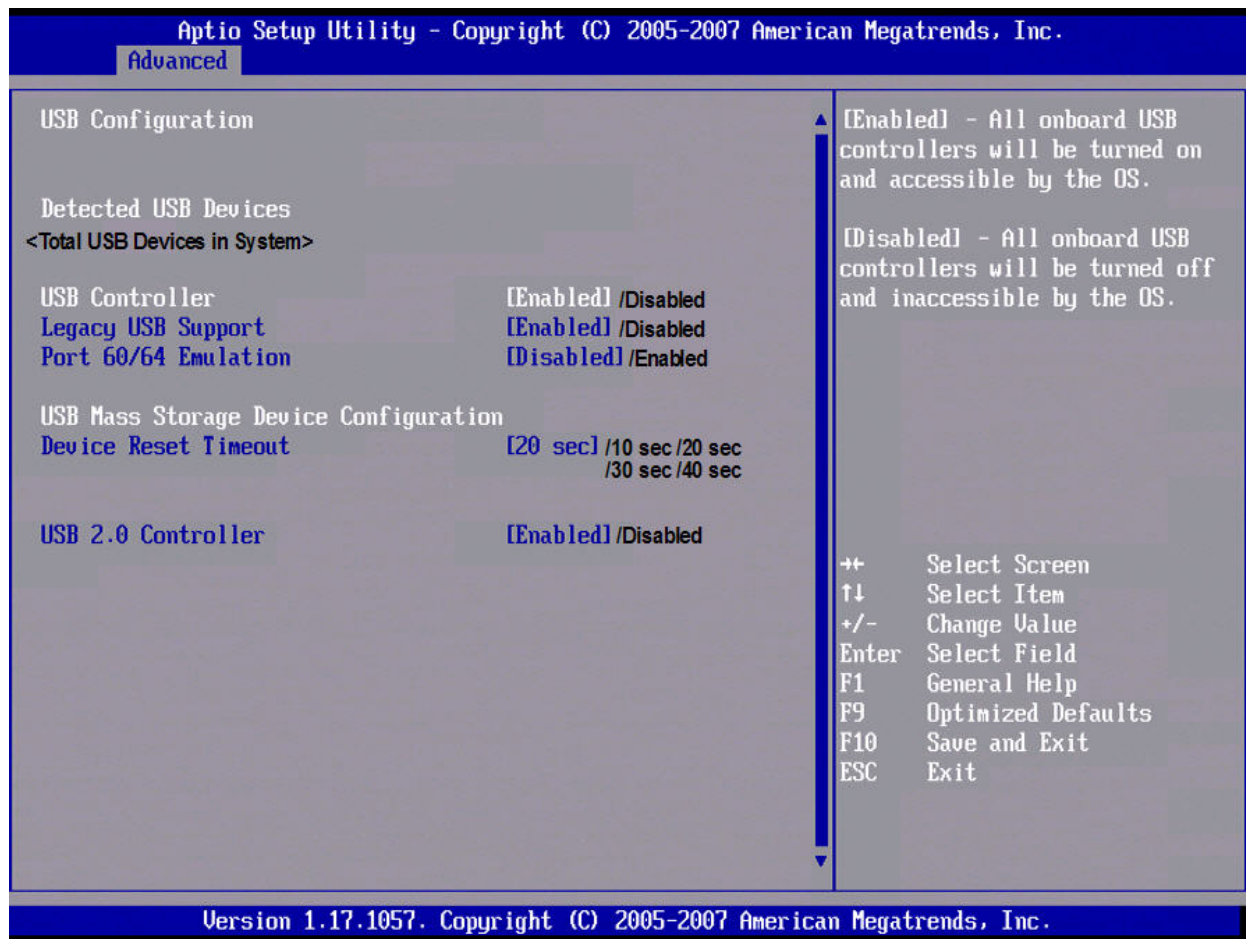 Aptio Setup Utility - Copyright (C) 2005-2007 American Megatrends, Inc.
Advanced
USB Configuration
Detected USB Devices
<Total USB Devices in System>
USB Controller [Enabled] /Disabled
Legacy USB Support [Enabled] /Disabled
Port 60/64 Emulation [Disabled] /Enabled
USB Mass Storage Device Configuration
Device Reset Timeout [20 sec] /10 sec /20 sec
/30 sec /40 sec
USB 2.0 Controller [Enabled] /Disabled
[Enabled] - All onboard USB
controllers will be turned on
and accessible by the OS.
[Disabled] - All onboard USB
controllers will be turned off
and inaccessible by the OS.
→← Select Screen
↑↓ Select Item
+/- Change Value
Enter Select Field
F1 General Help
F9 Optimized Defaults
F10 Save and Exit
ESC Exit
Version 1.17.1057. Copyright (C) 2005-2007 American Megatrends, Inc.